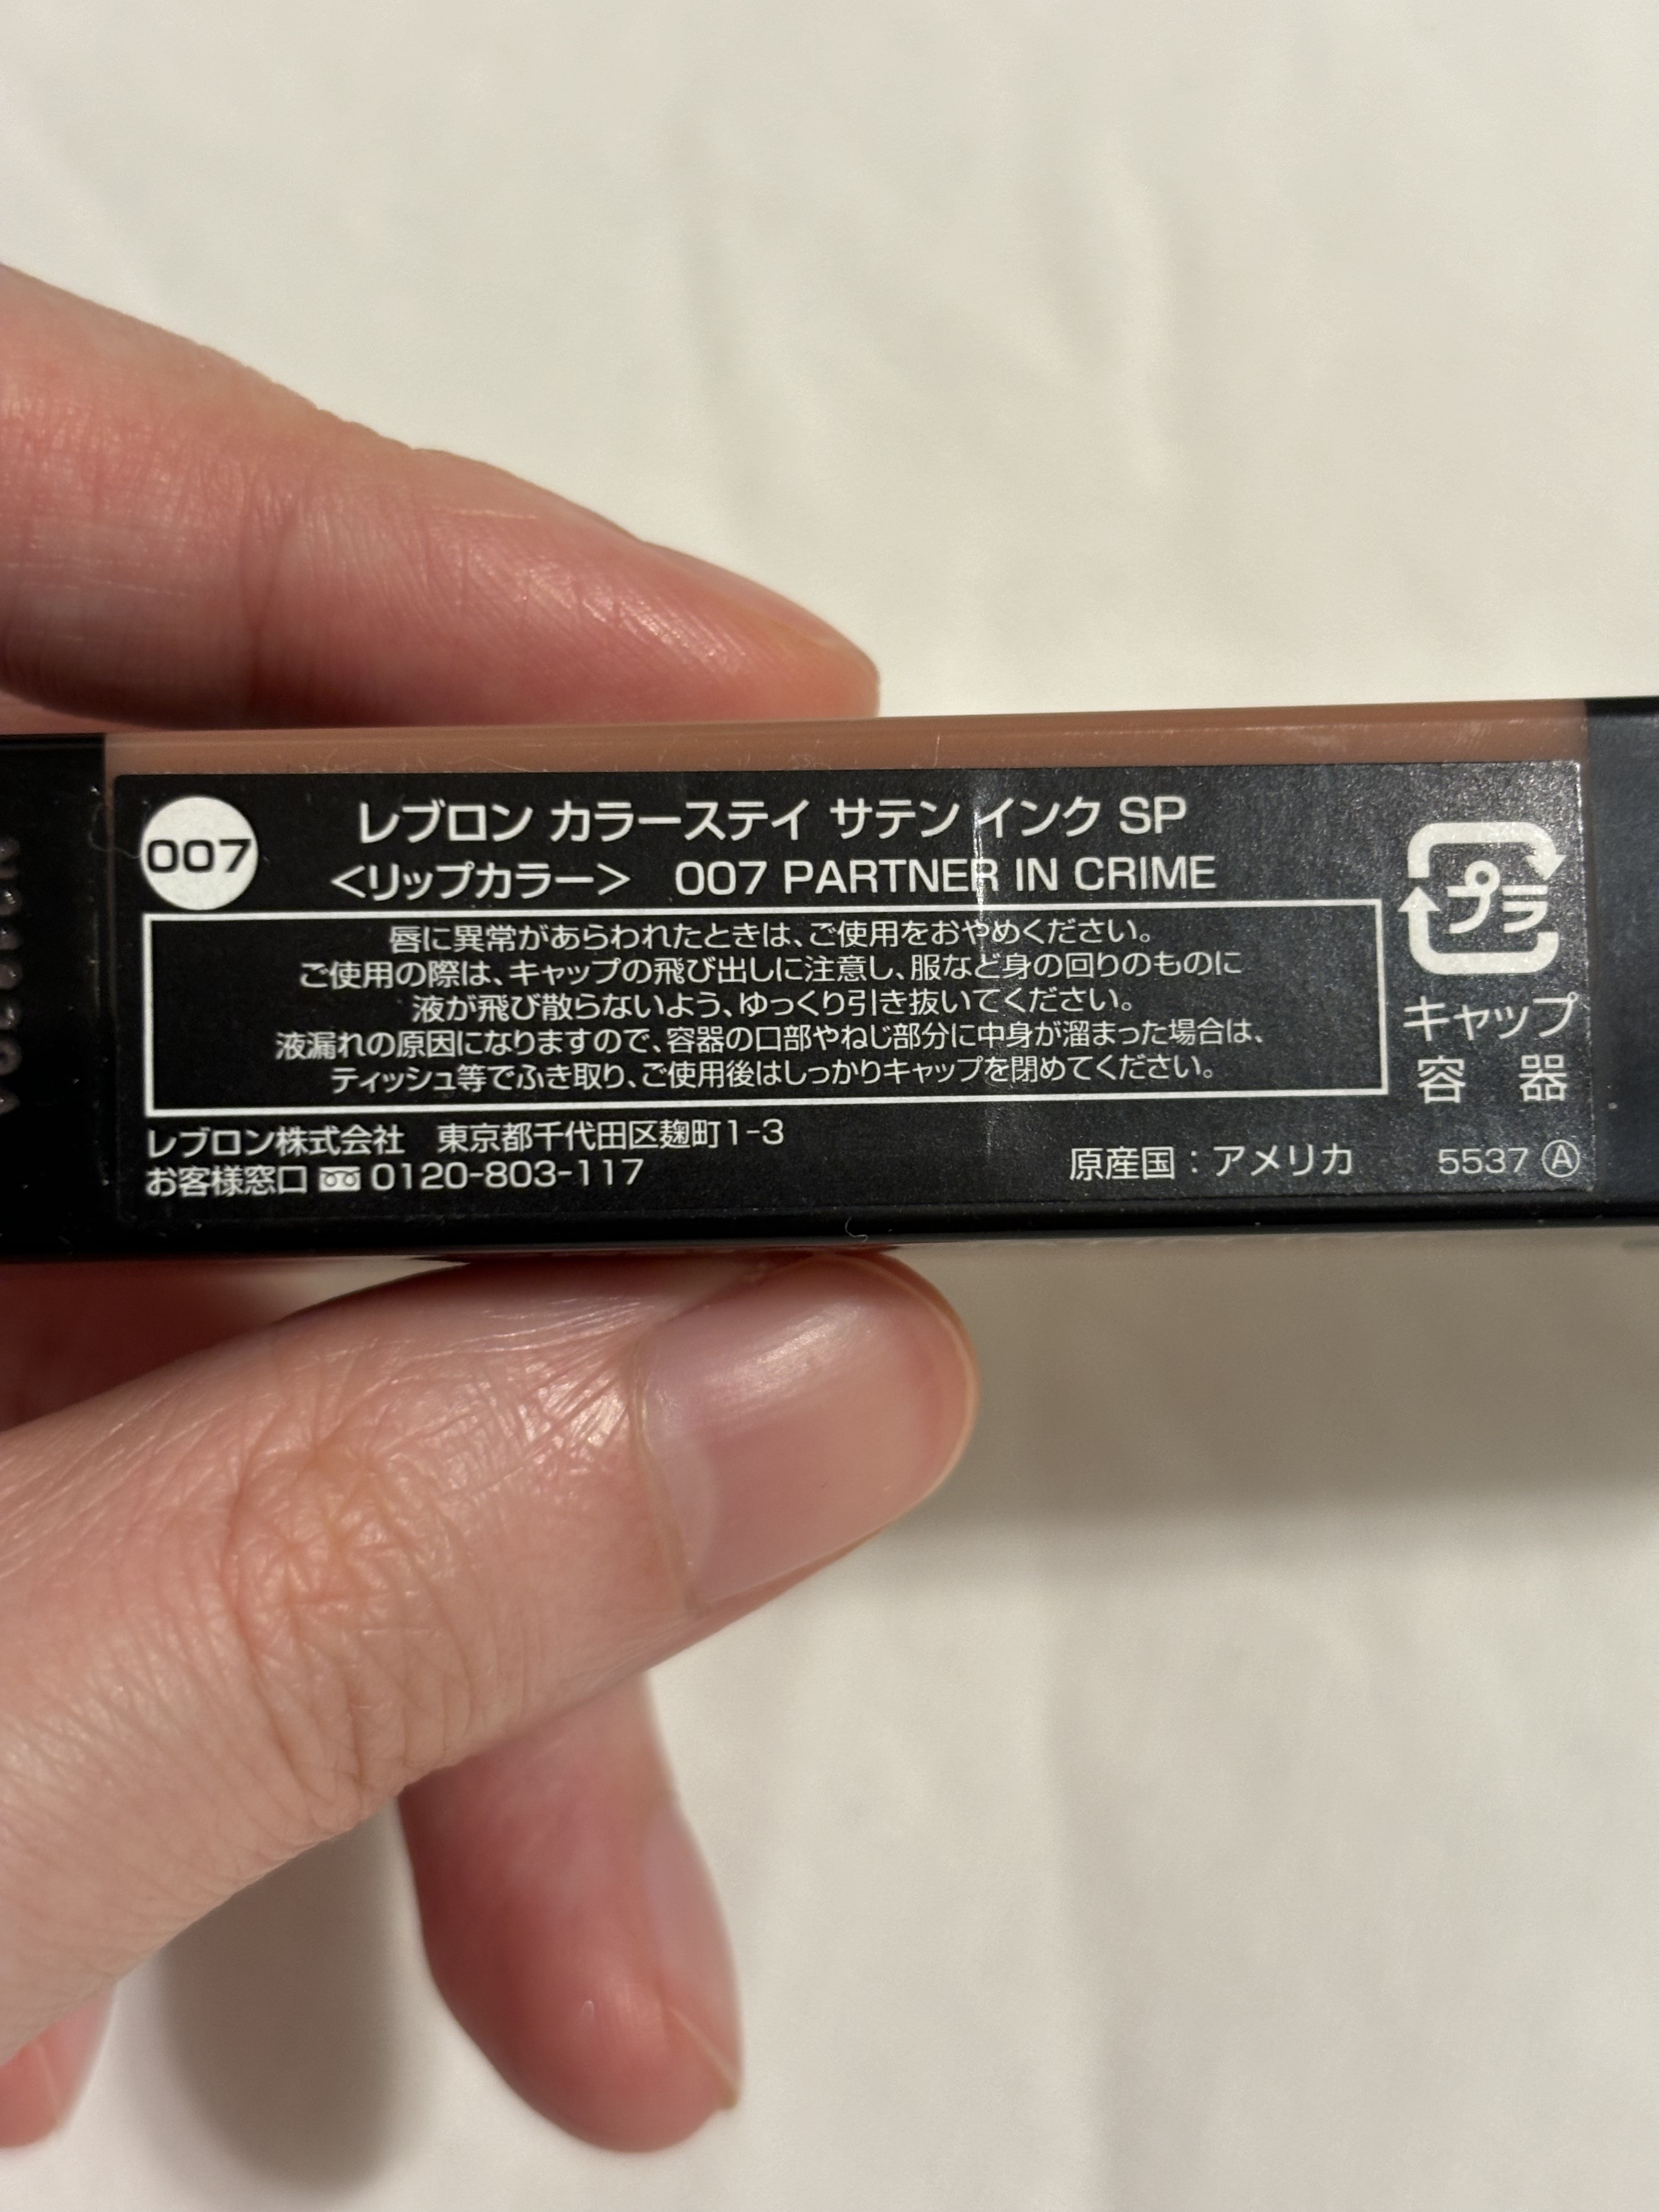 007
レブロン カラーステイ サテン インク SP
<リップカラー> 007 PARTNER IN CRIME
唇に異常があらわれたときは、ご使用をおやめください。
ご使用の際は、キャップの飛び出しに注意し、服など身の回りのものに
液が飛び散らないよう、ゆっくり引き抜いてください。
液漏れの原因になりますので、容器の口部やねじ部分に中身が溜まった場合は、
ティッシュ等でふき取り、ご使用後はしっかりキャップを閉めてください。
プラ
キャップ
容 器
レブロン株式会社 東京都千代田区麹町1-3
お客様窓口 0120-803-117
原産国:アメリカ 5537 Ⓐ